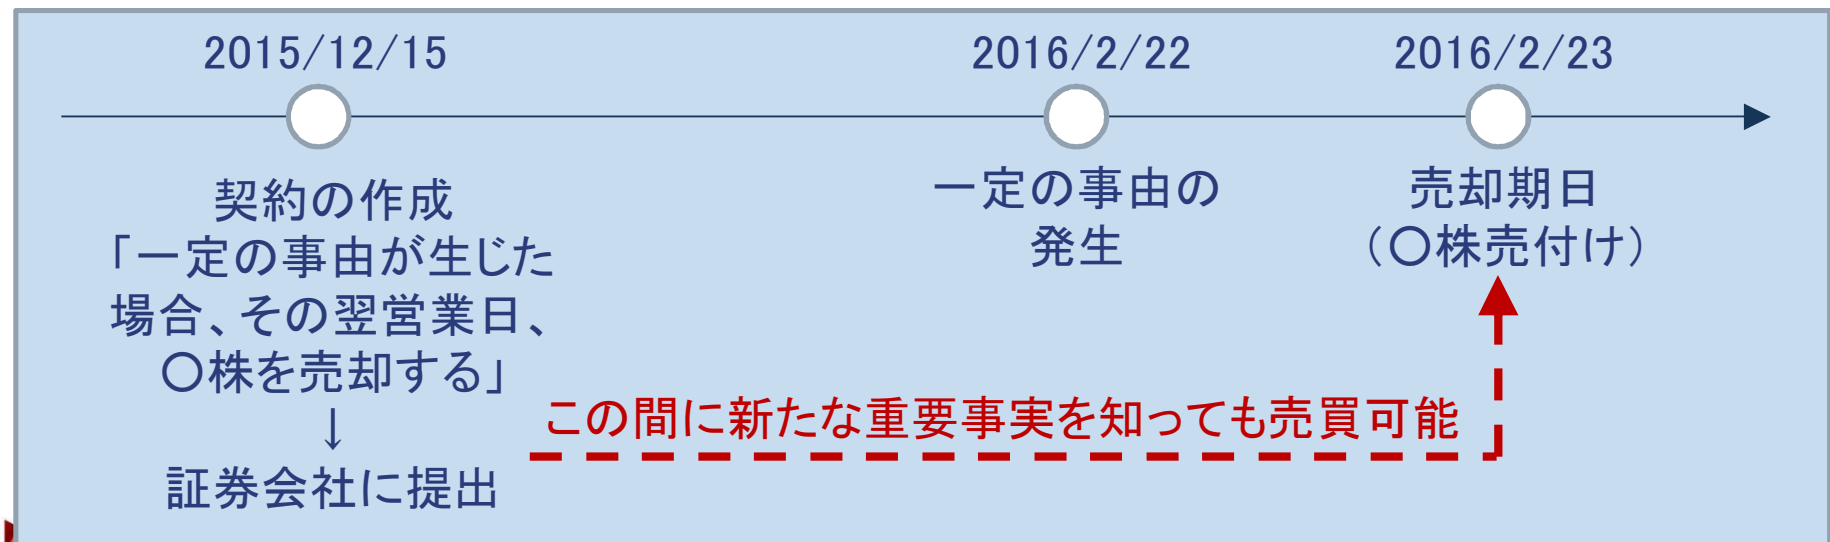 2015/12/15
2016/2/22
2016/2/23
契約の作成
「一定の事由が生じた
場合、その翌営業日、
〇株を売却する」
↓
証券会社に提出
一定の事由の
発生
売却期日
(〇株売付け)
この間に新たな重要事実を知っても売買可能